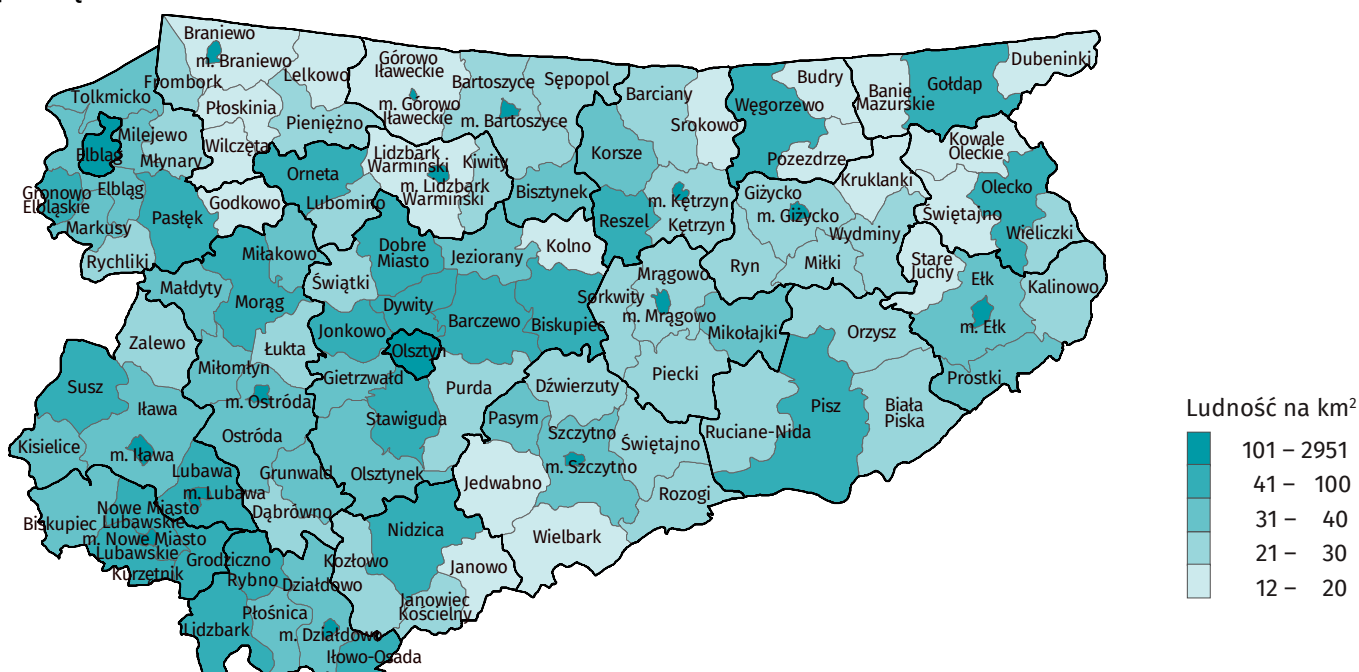 Braniewo
m. Braniewo
Lelkowo
Górowo
Iławeckie
m. Górowo
Iławeckie
Bartoszyce
Sępopol
m. Bartoszyce
Barciany
Srokowo
Węgorzewo
Budry
Banie
Mazurskie
Gołdap
Dubeninki
Frombork
Tolkmicko
Płoskinia
Pieniężno
Milejewo
Elbląg
Młynary
Wilczęta
Lidzbark
Warmiński
Kiwity
m. Lidzbark
Warmiński
Korsze
Pozezdrze
Kowale
Oleckie
Kruklanki
Olecko
Orneta
Gronowo
Elbląskie
Elbląg
Godkowo
Lubomino
Bisztynek
Reszel
m. Kętrzyn
Kętrzyn
Giżycko
m. Giżycko
Wydminy
Świętajno
Wieliczki
Pasłęk
Markusy
Rychliki
Miłakowo
Dobre
Miasto
Jeziorany
Kolno
Mrągowo
Ryn
Miłki
Stare
Juchy
Ełk
Kalinowo
Małdyty
Morąg
Świątki
Dywity
Barczewo
Biskupiec
Sorkwity
m. Mrągowo
Mikołajki
Orzysz
m. Ełk
Zalewo
Łukta
Jonkowo
Olsztyn
Miłomłyn
Gietrzwałd
Purda
Dźwierzuty
Piecki
Prostki
Susz
Iława
m. Ostróda
Stawiguda
Pasym
Pisz
Biała
Piska
Kisielice
m. Iława
Ostróda
Szczytno
Świętajno
Ruciane-Nida
m. Szczytno
Lubawa
m. Lubawa
Grunwald
Olsztynek
Jedwabno
Rozogi
Dąbrówno
Biskupiec
Nowe Miasto
Lubawskie
m. Nowe Miasto
Lubawskie
Nidzica
Wielbark
Kurzętnik
Grodziczno
Rybno
Działdowo
Kozłowo
Janowo
Janowiec
Kościelny
Płośnica
Lidzbark
m. Działdowo
Iłowo-Osada
Ludność na km²
101 – 2951
41 – 100
31 – 40
21 – 30
12 – 20